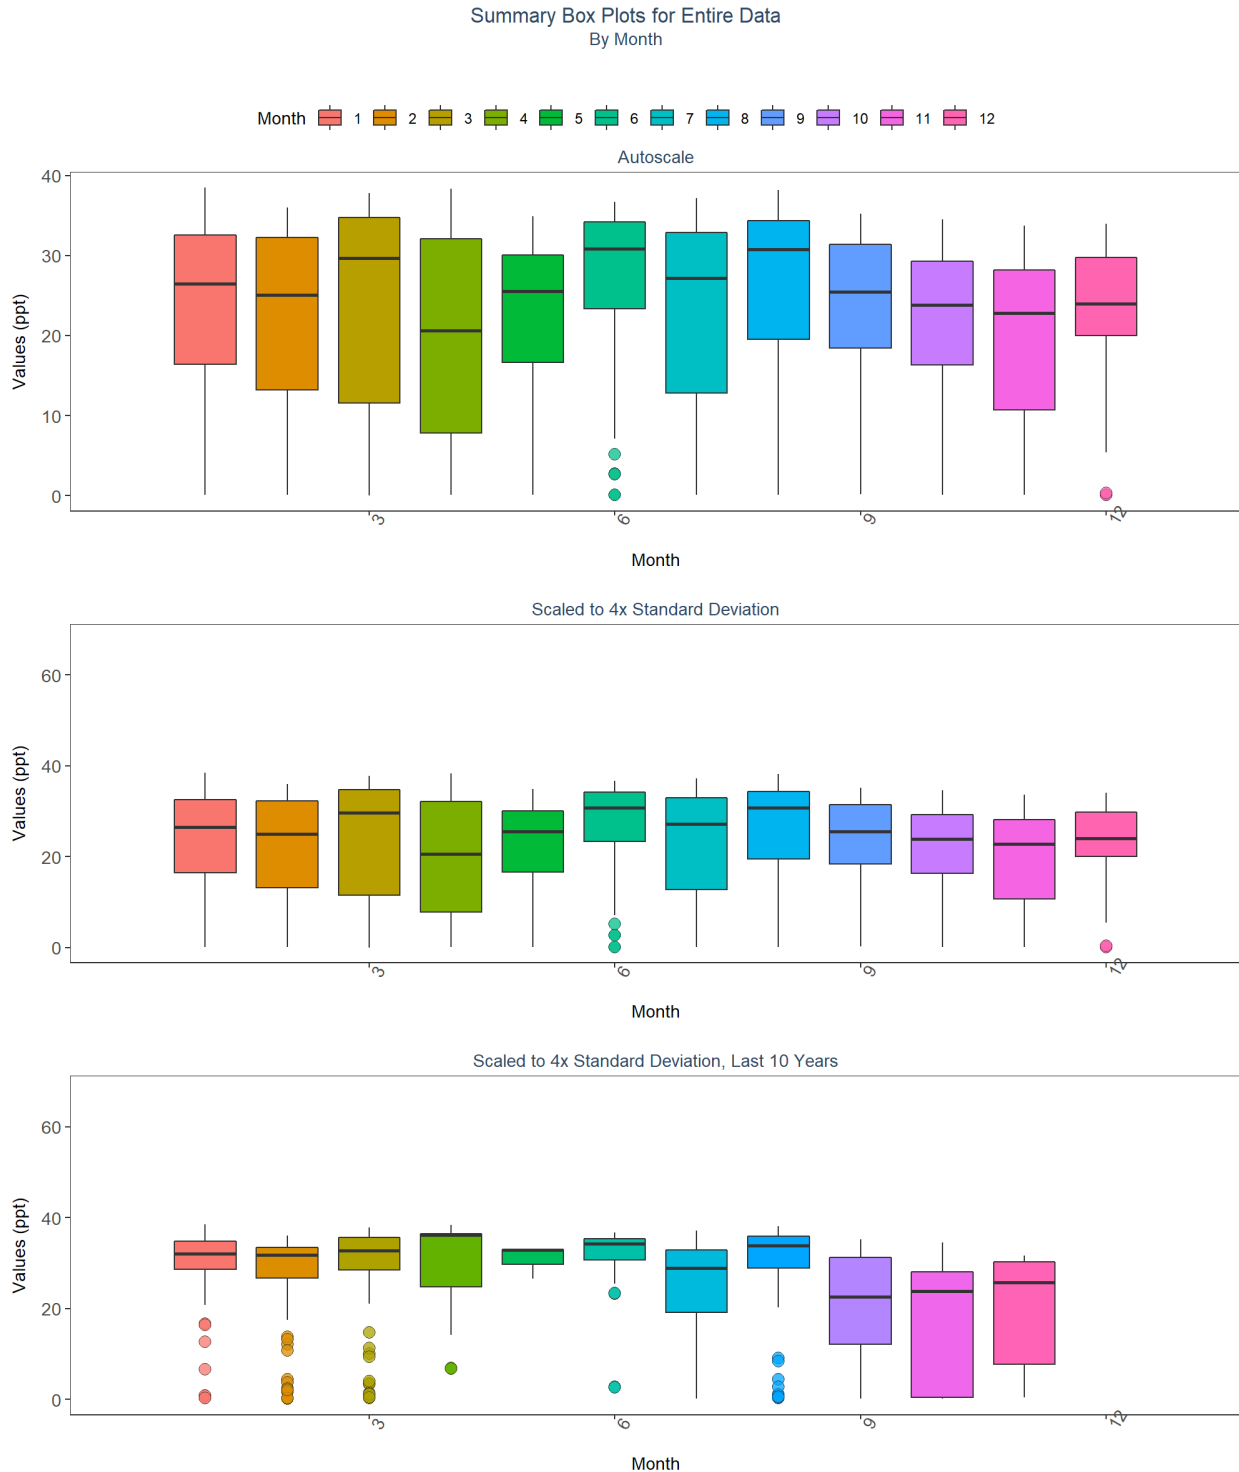 Summary Box Plots for Entire Data
By Month
Month 1 2 3 4 5 6 7 8 9 10 11 12
Autoscale
Values (ppt)
40
30
20
10
0
3 6 9 12
Month
Scaled to 4x Standard Deviation
Values (ppt)
60
40
20
0
3 6 9 12
Month
Scaled to 4x Standard Deviation, Last 10 Years
Values (ppt)
60
40
20
0
3 6 9 12
Month